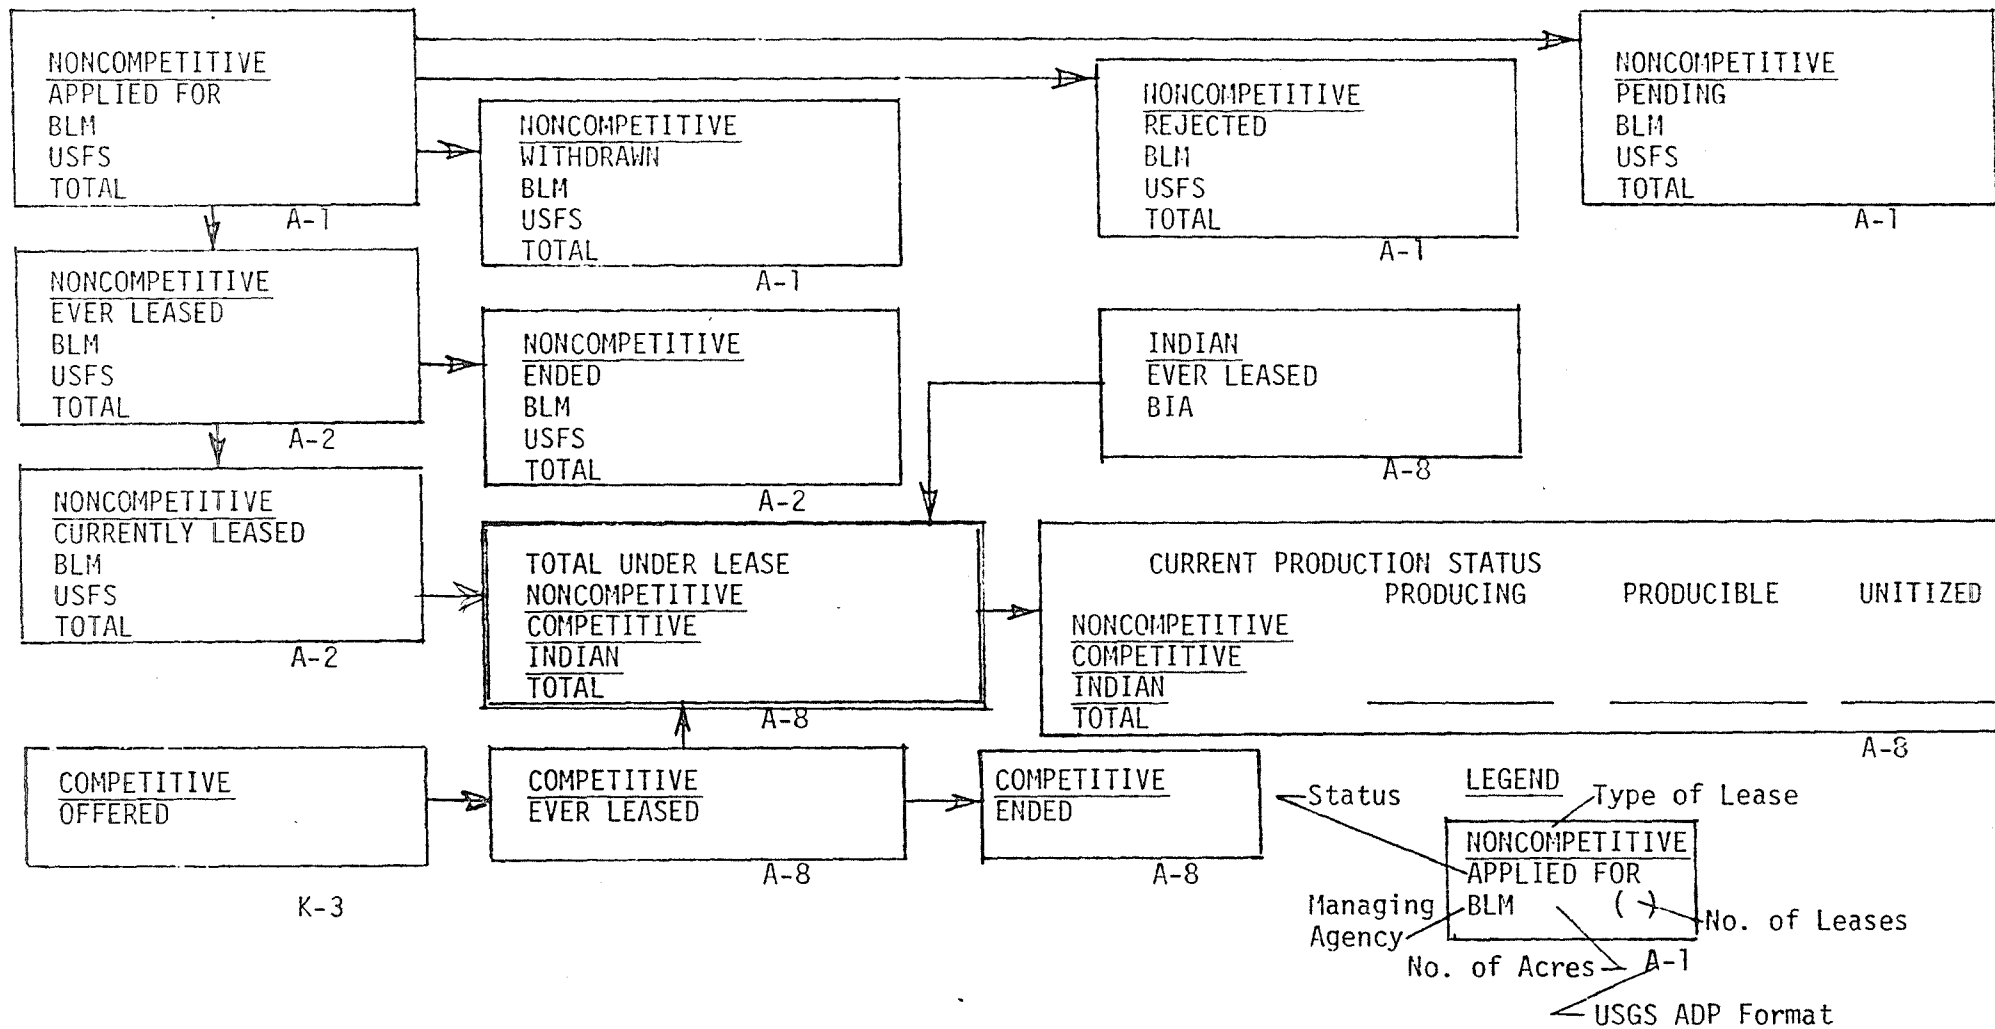 NONCOMPETITIVE
APPLIED FOR
BLM
USFS
TOTAL
A-1
NONCOMPETITIVE
WITHDRAWN
BLM
USFS
TOTAL
A-1
NONCOMPETITIVE
REJECTED
BLM
USFS
TOTAL
A-1
NONCOMPETITIVE
PENDING
BLM
USFS
TOTAL
A-1
NONCOMPETITIVE
EVER LEASED
BLM
USFS
TOTAL
A-2
NONCOMPETITIVE
ENDED
BLM
USFS
TOTAL
A-2
INDIAN
EVER LEASED
BIA
A-8
NONCOMPETITIVE
CURRENTLY LEASED
BLM
USFS
TOTAL
A-2
TOTAL UNDER LEASE
NONCOMPETITIVE
COMPETITIVE
INDIAN
TOTAL
A-8
CURRENT PRODUCTION STATUS
PRODUCING PRODUCIBLE UNITIZED
NONCOMPETITIVE
COMPETITIVE
INDIAN
TOTAL
A-8
COMPETITIVE
OFFERED
K-3
COMPETITIVE
EVER LEASED
A-8
COMPETITIVE
ENDED
A-8
LEGEND
Status
Type of Lease
NONCOMPETITIVE
APPLIED FOR
BLM ( )
Managing
Agency
No. of Leases
No. of Acres
A-1
USGS ADP Format